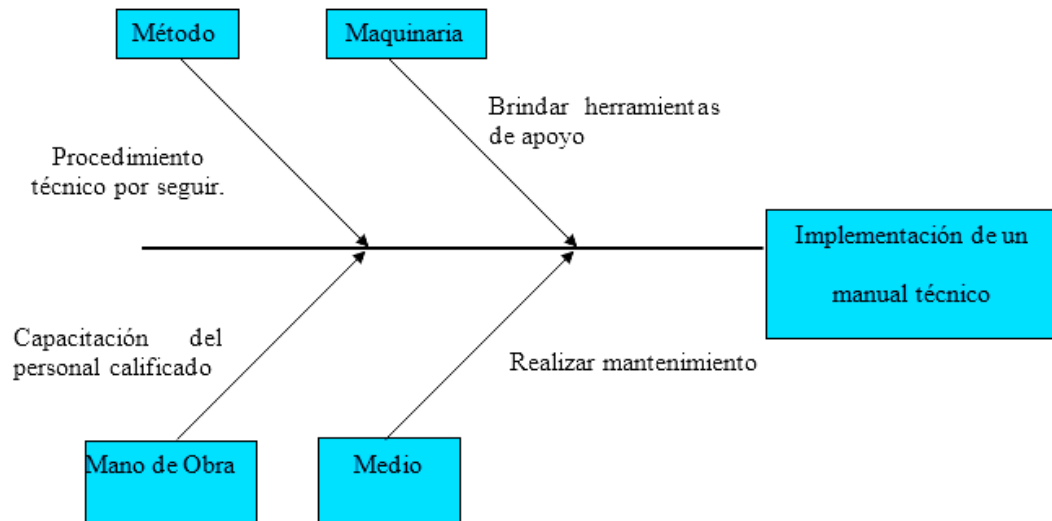 Método
Maquinaria
Brindar herramientas
de apoyo
Procedimiento
técnico por seguir.
Implementación de un
manual técnico
Capacitación del
personal calificado
Realizar mantenimiento
Mano de Obra
Medio